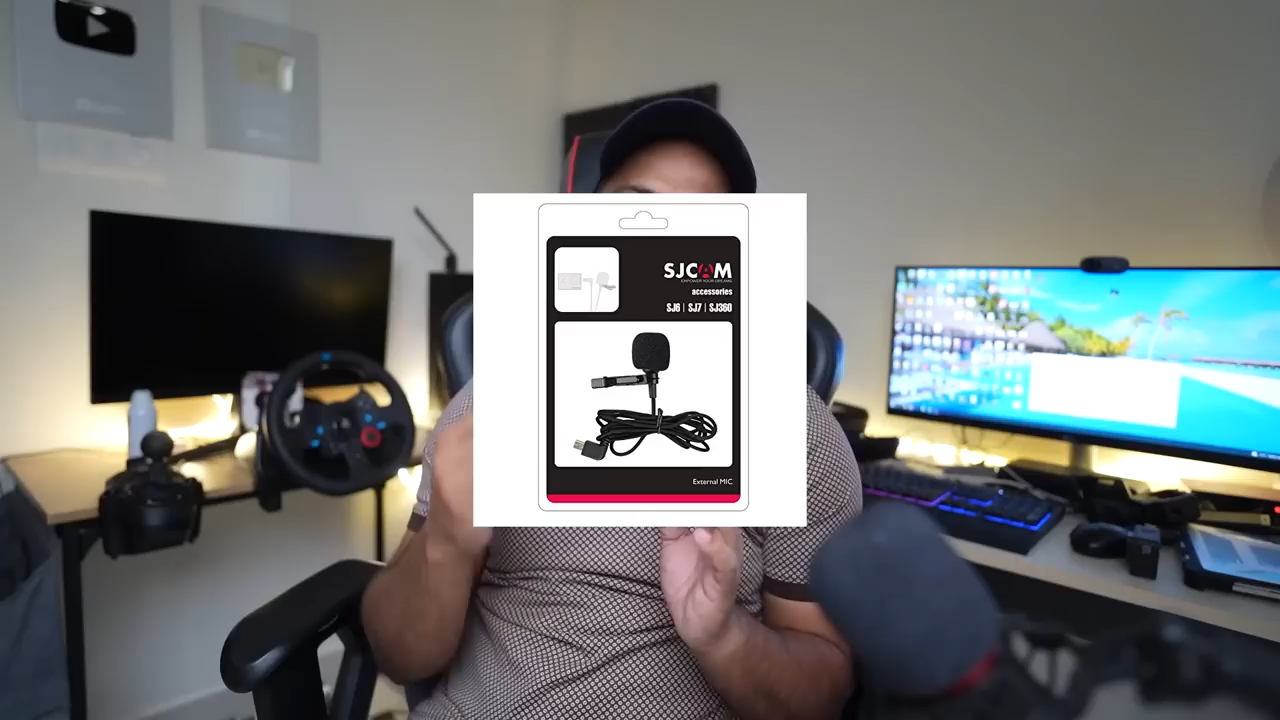 SJCAM
EMPOWER YOUR DREAMS
accessories
SJ6 | SJ7 | SJ360
External MIC